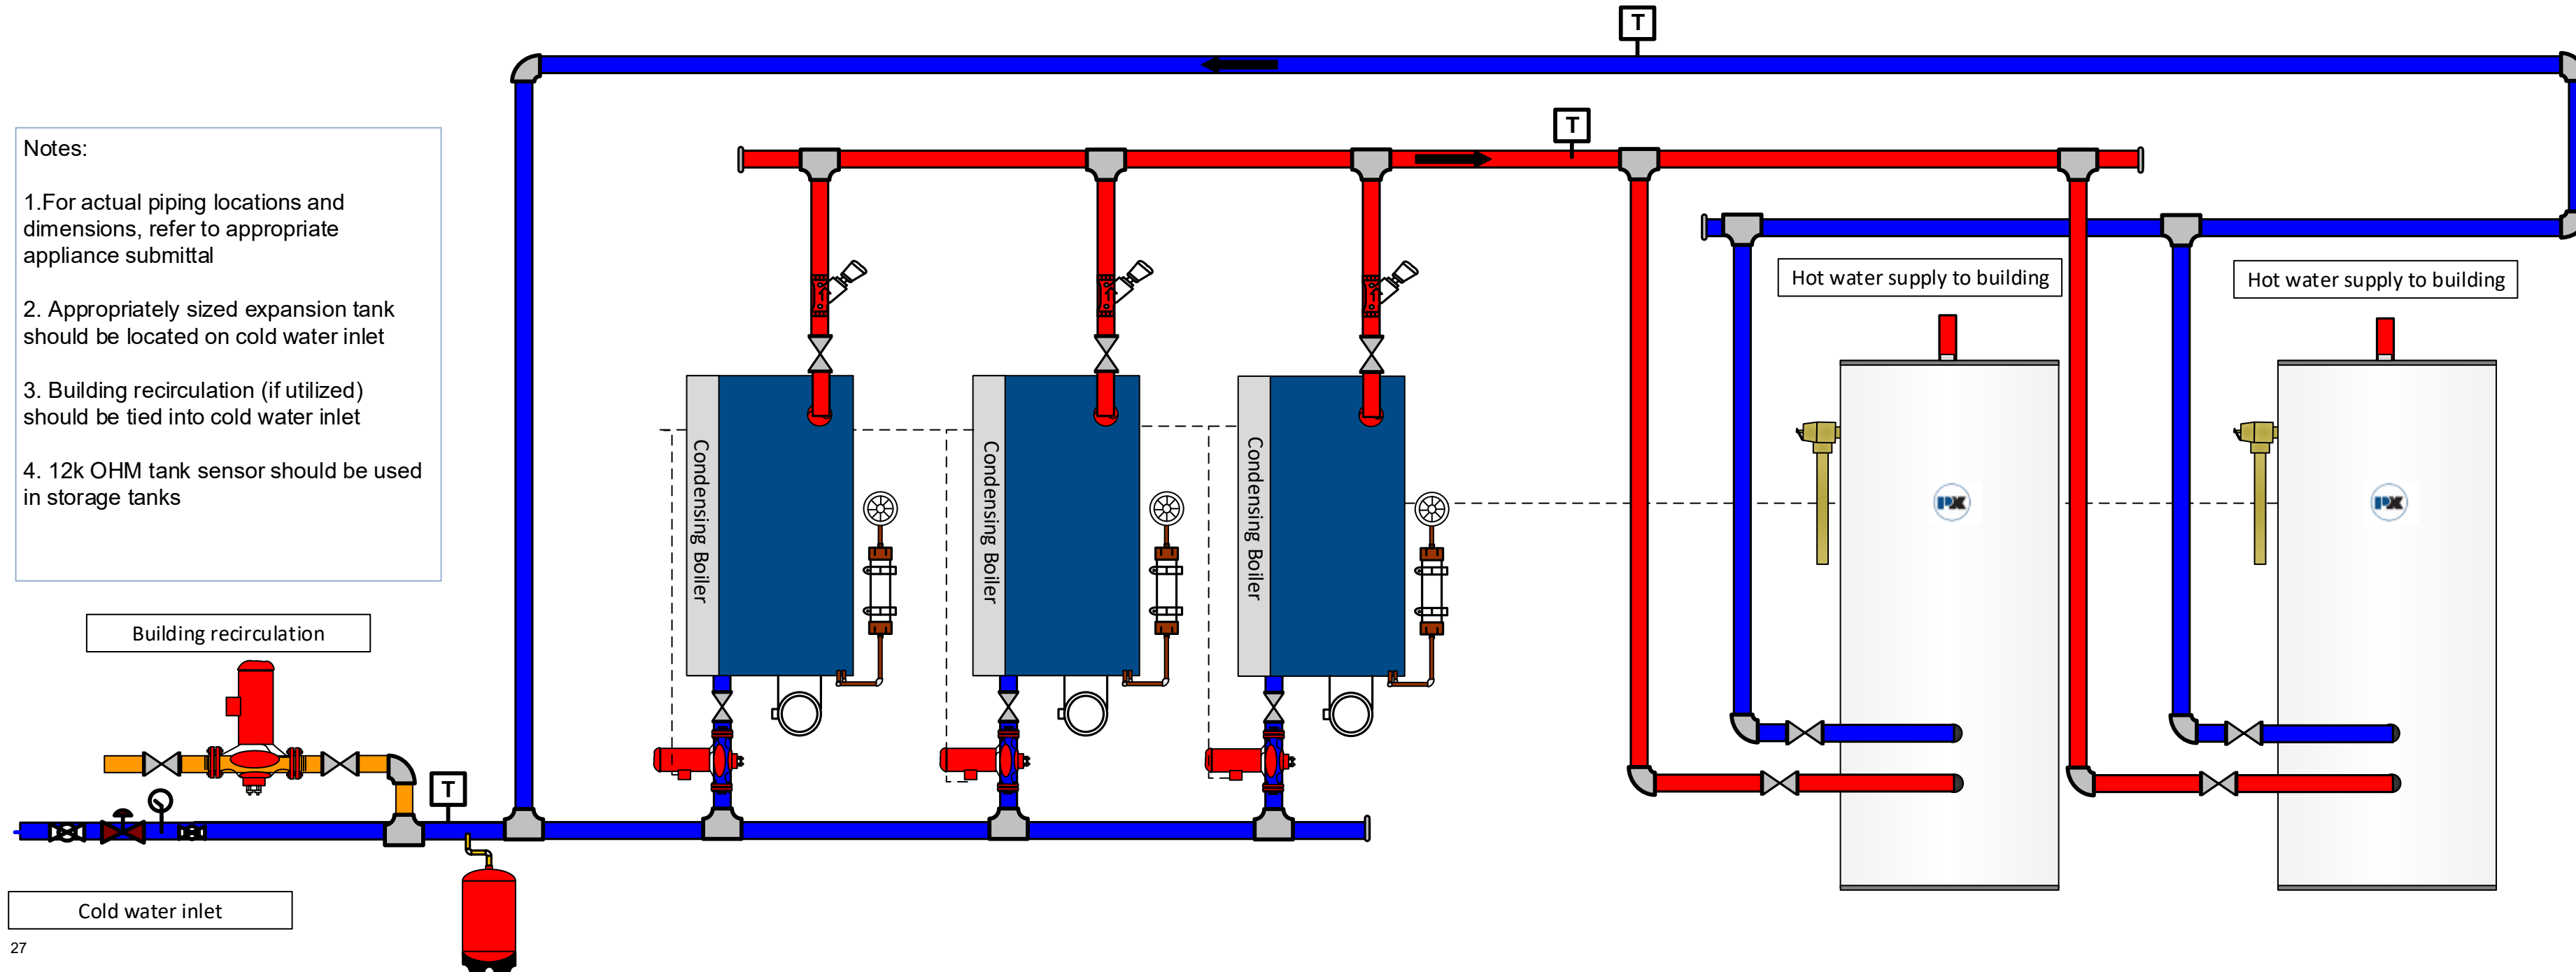 T
T
Notes:
1.For actual piping locations and
dimensions, refer to appropriate
appliance submittal
2. Appropriately sized expansion tank
should be located on cold water inlet
3. Building recirculation (if utilized)
should be tied into cold water inlet
4. 12k OHM tank sensor should be used
in storage tanks
Hot water supply to building
Hot water supply to building
Condensing Boiler
Condensing Boiler
Condensing Boiler
PK
PK
Building recirculation
T
Cold water inlet
27